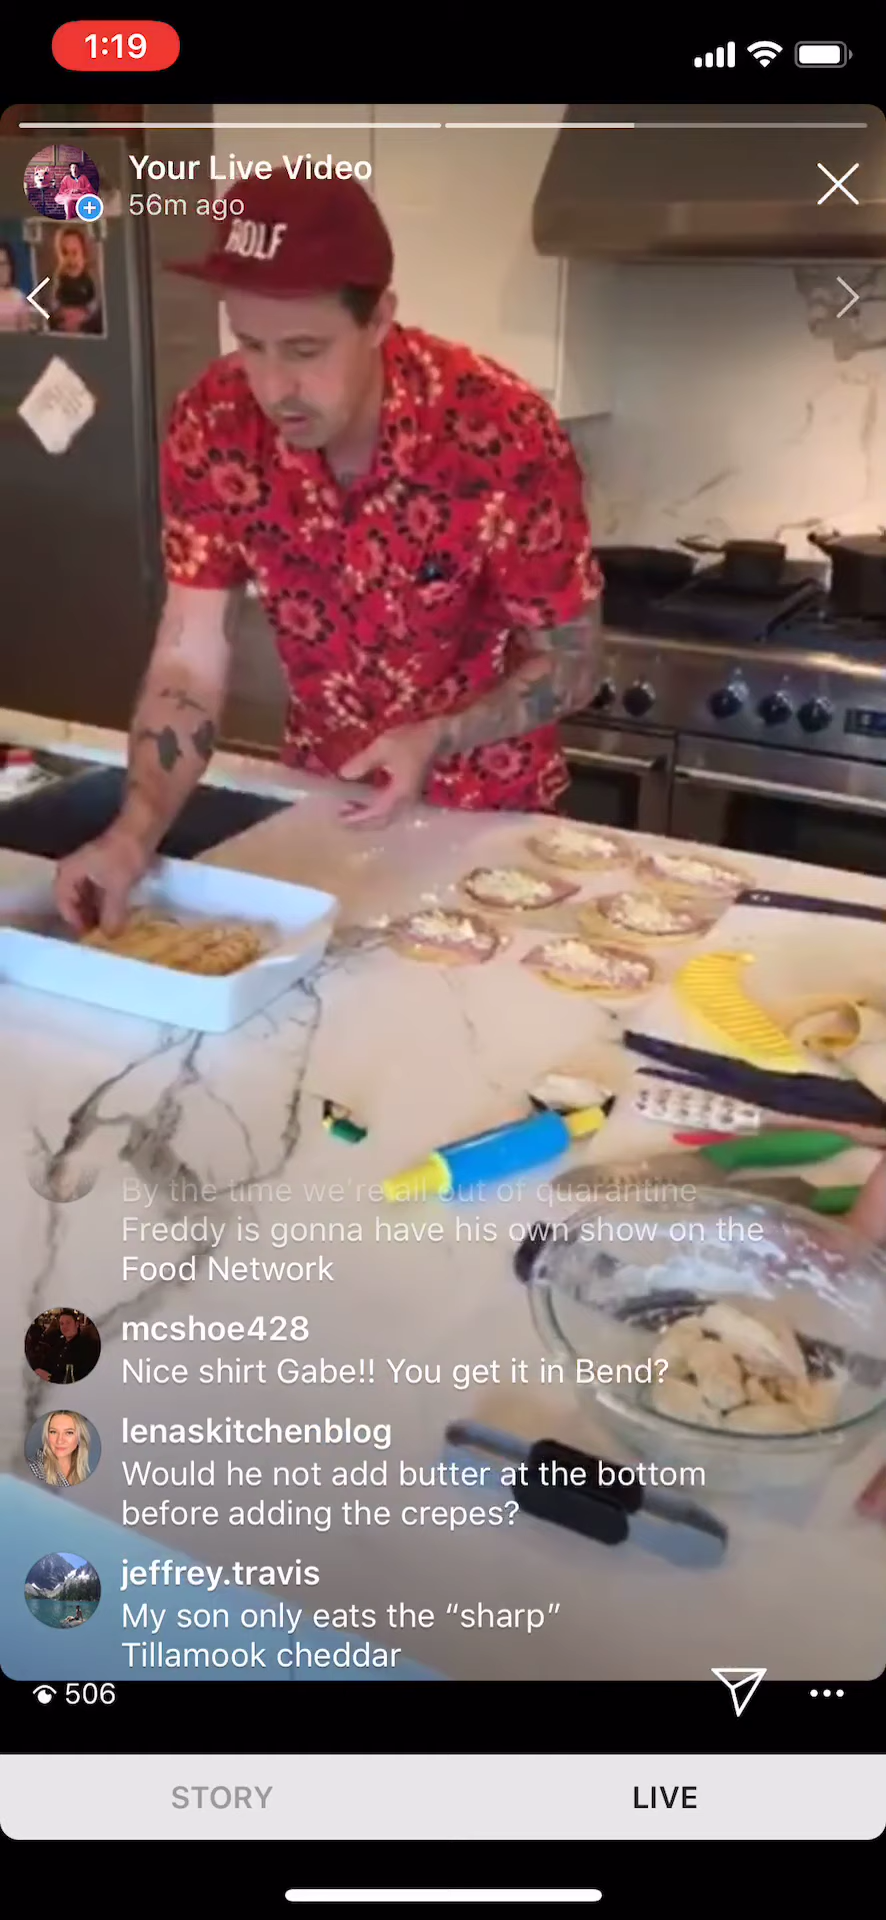 1:19
Your Live Video
56m ago
ROLF
By the time we're all out of quarantine
Freddy is gonna have his own show on the
Food Network
mcshoe428
Nice shirt Gabe!! You get it in Bend?
lenaskitchenblog
Would he not add butter at the bottom
before adding the crepes?
jeffrey.travis
My son only eats the “sharp”
Tillamook cheddar
506
STORY
LIVE